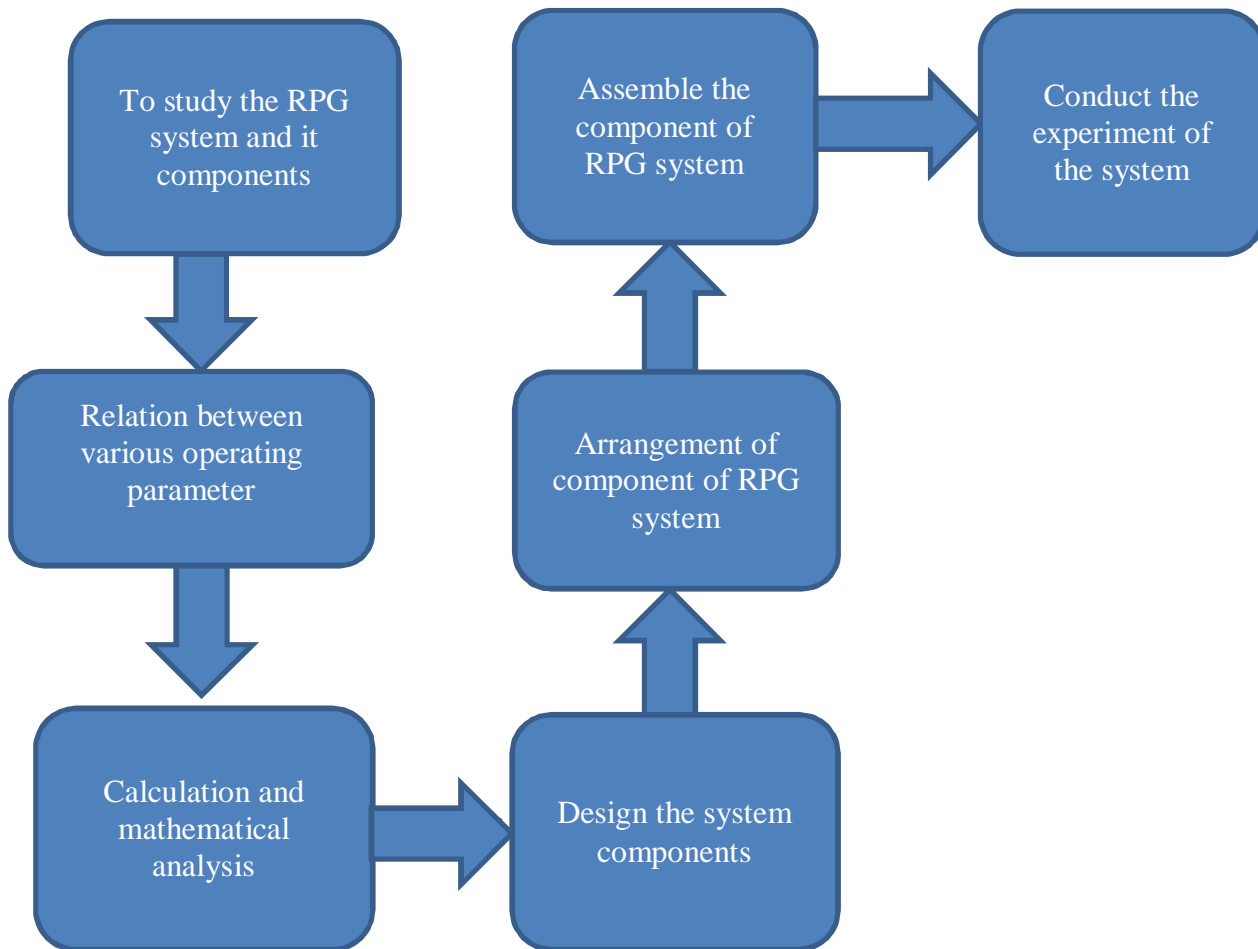 To study the RPG
system and it
components
Relation between
various operating
parameter
Calculation and
mathematical
analysis
Design the system
components
Arrangement of
component of RPG
system
Assemble the
component of
RPG system
Conduct the
experiment of
the system